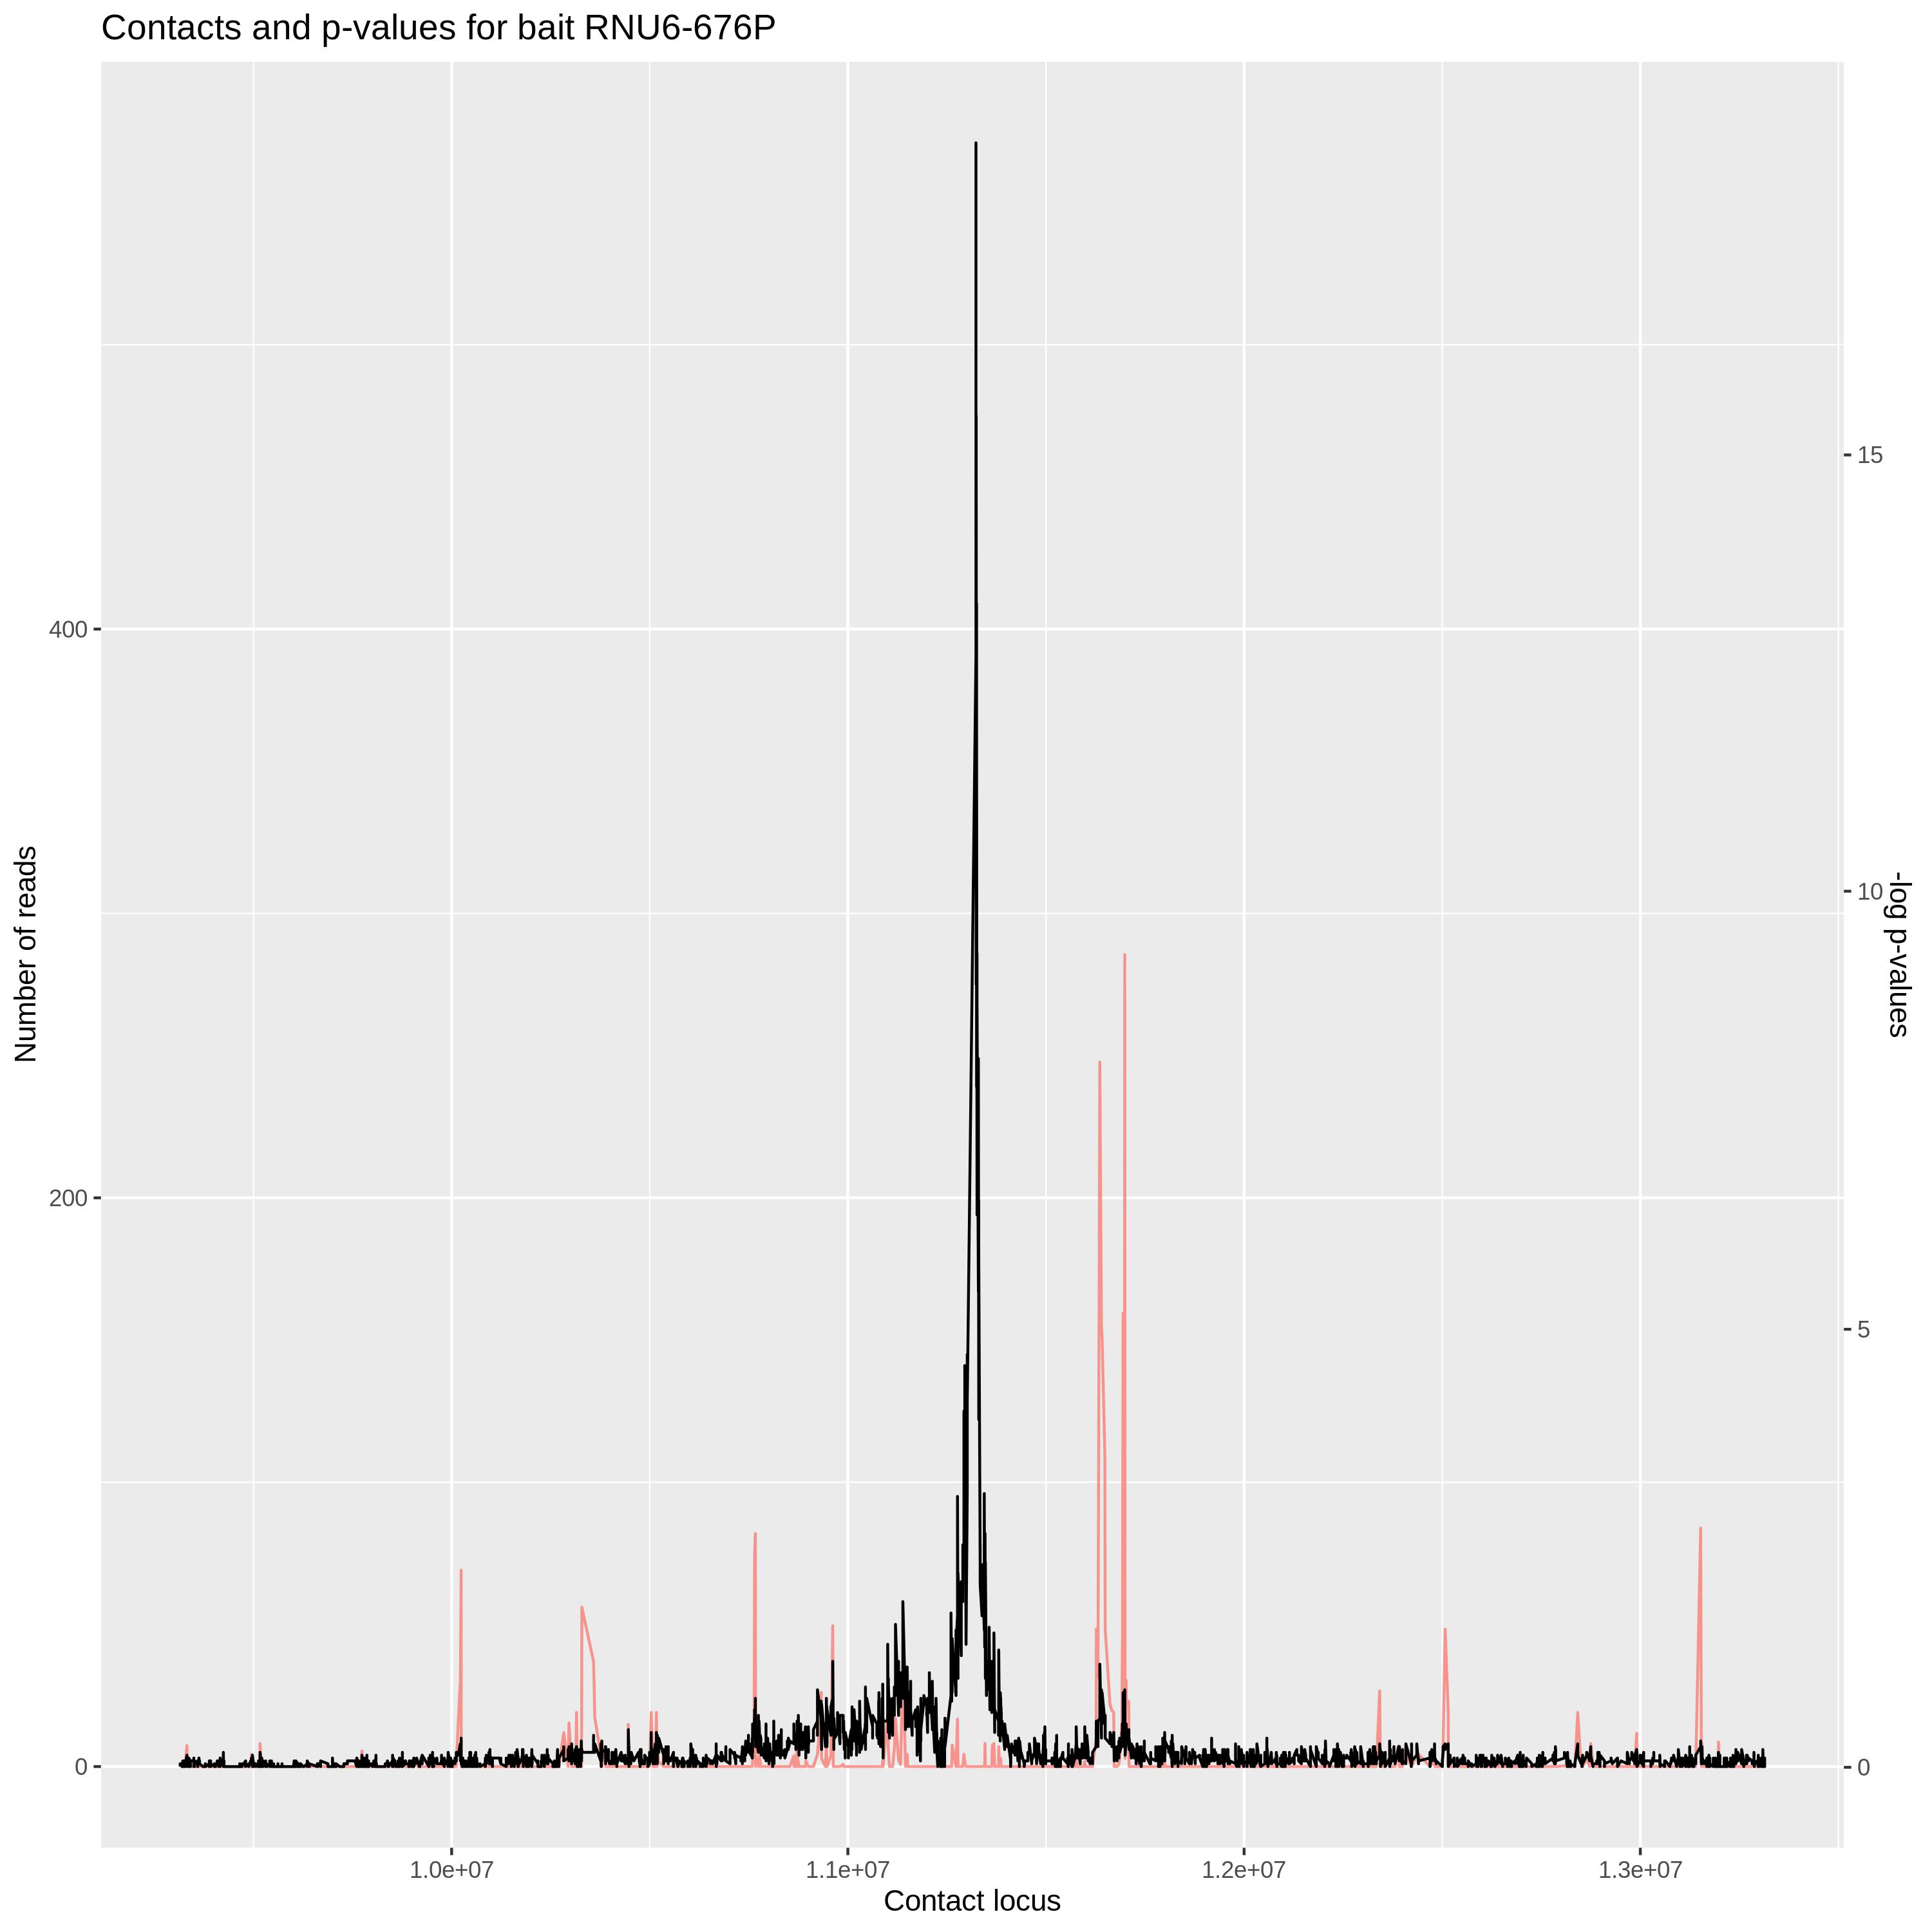 Contacts and p-values for bait RNU6-676P
Number of reads
400
200
0
15
10
5
0
-log p-values
1.0e+07
1.1e+07
1.2e+07
1.3e+07
Contact locus